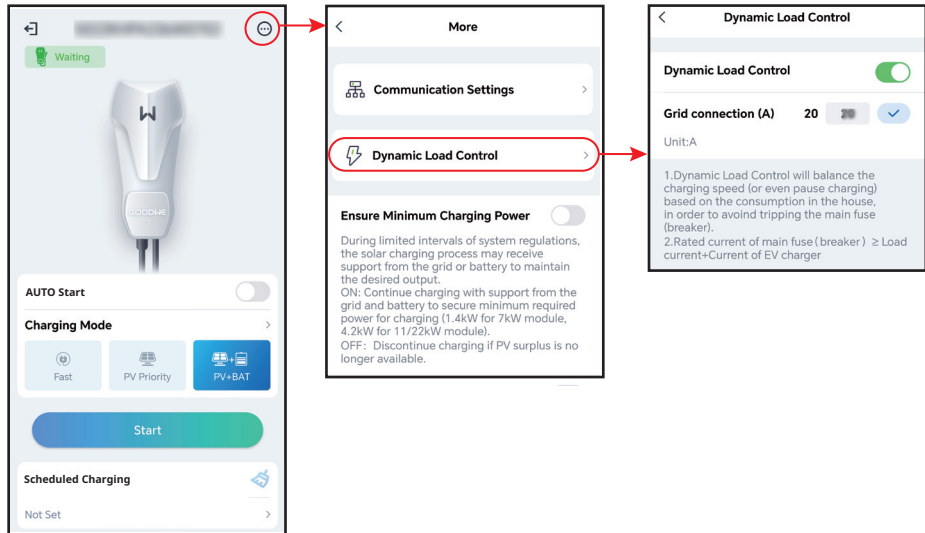 Waiting
GOODWE
AUTO Start
Charging Mode
Fast
PV Priority
PV+BAT
Start
Scheduled Charging
Not Set
More
Communication Settings
Dynamic Load Control
Ensure Minimum Charging Power
During limited intervals of system regulations,
the solar charging process may receive
support from the grid or battery to maintain
the desired output.
ON: Continue charging with support from the
grid and battery to secure minimum required
power for charging (1.4kW for 7kW module,
4.2kW for 11/22kW module).
OFF: Discontinue charging if PV surplus is no
longer available.
Dynamic Load Control
Dynamic Load Control
Grid connection (A) 20
Unit:A
1.Dynamic Load Control will balance the
charging speed (or even pause charging)
based on the consumption in the house,
in order to avoind tripping the main fuse
(breaker).
2.Rated current of main fuse(breaker) ≥ Load
current+Current of EV charger